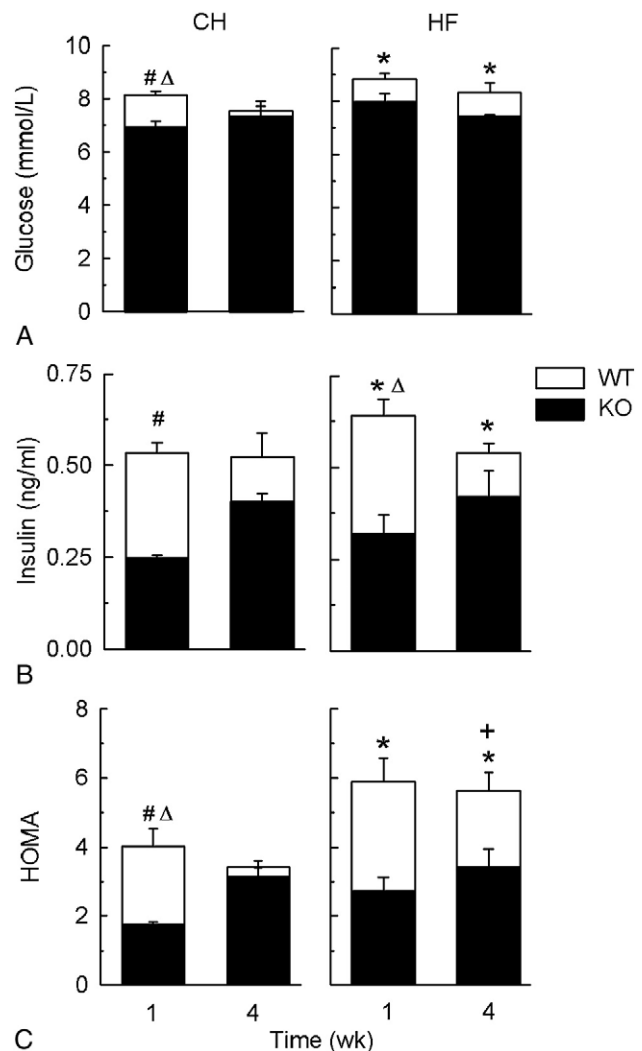 CH HF
Glucose (mmol/L)
10
8
6
4
2
0
# Δ
* *
A
Insulin (ng/ml)
0.75
0.50
0.25
0.00
#
* Δ *
WT
KO
B
HOMA
8
6
4
2
0
# Δ
* +
*
1 4 1 4
C
Time (wk)